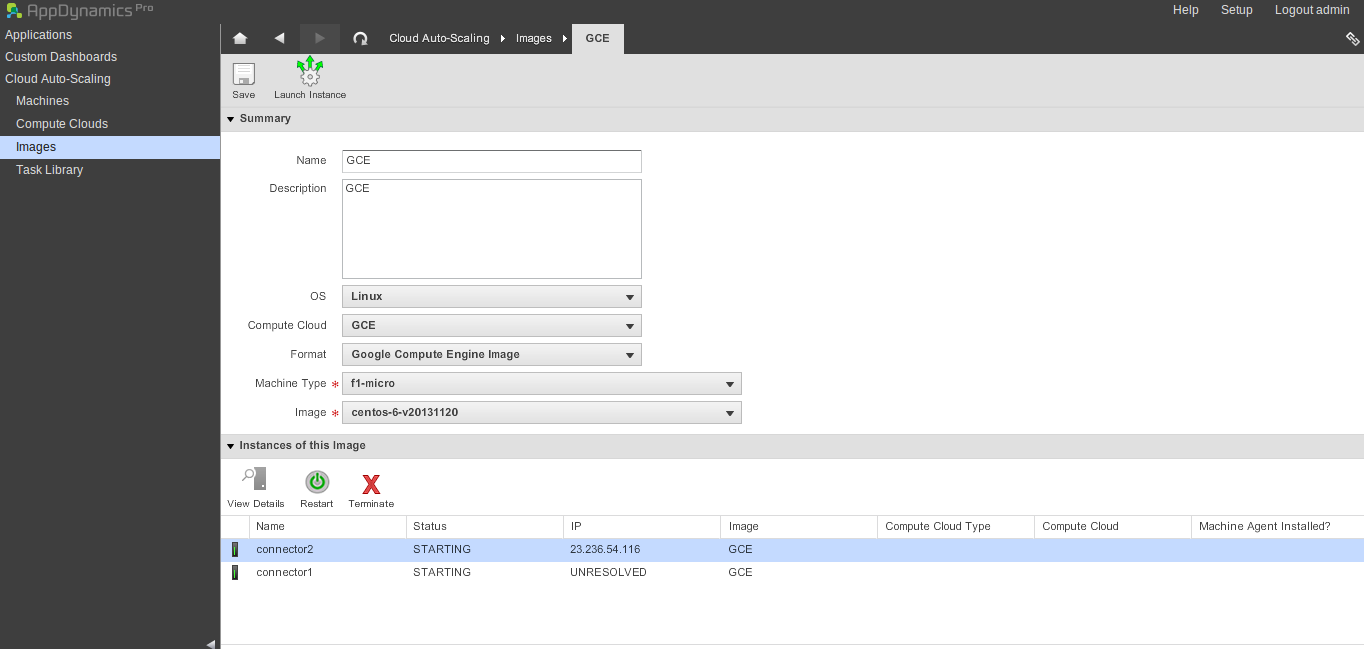 AppDynamics Pro
Help Setup Logout admin
Applications
Custom Dashboards
Cloud Auto-Scaling
Machines
Compute Clouds
Images
Task Library
Cloud Auto-Scaling Images GCE
Save Launch Instance
Summary
Name GCE
Description GCE
OS Linux
Compute Cloud GCE
Format Google Compute Engine Image
Machine Type * f1-micro
Image * centos-6-v20131120
Instances of this Image
View Details Restart Terminate
Name Status IP Image Compute Cloud Type Compute Cloud Machine Agent Installed?
connector2 STARTING 23.236.54.116 GCE
connector1 STARTING UNRESOLVED GCE